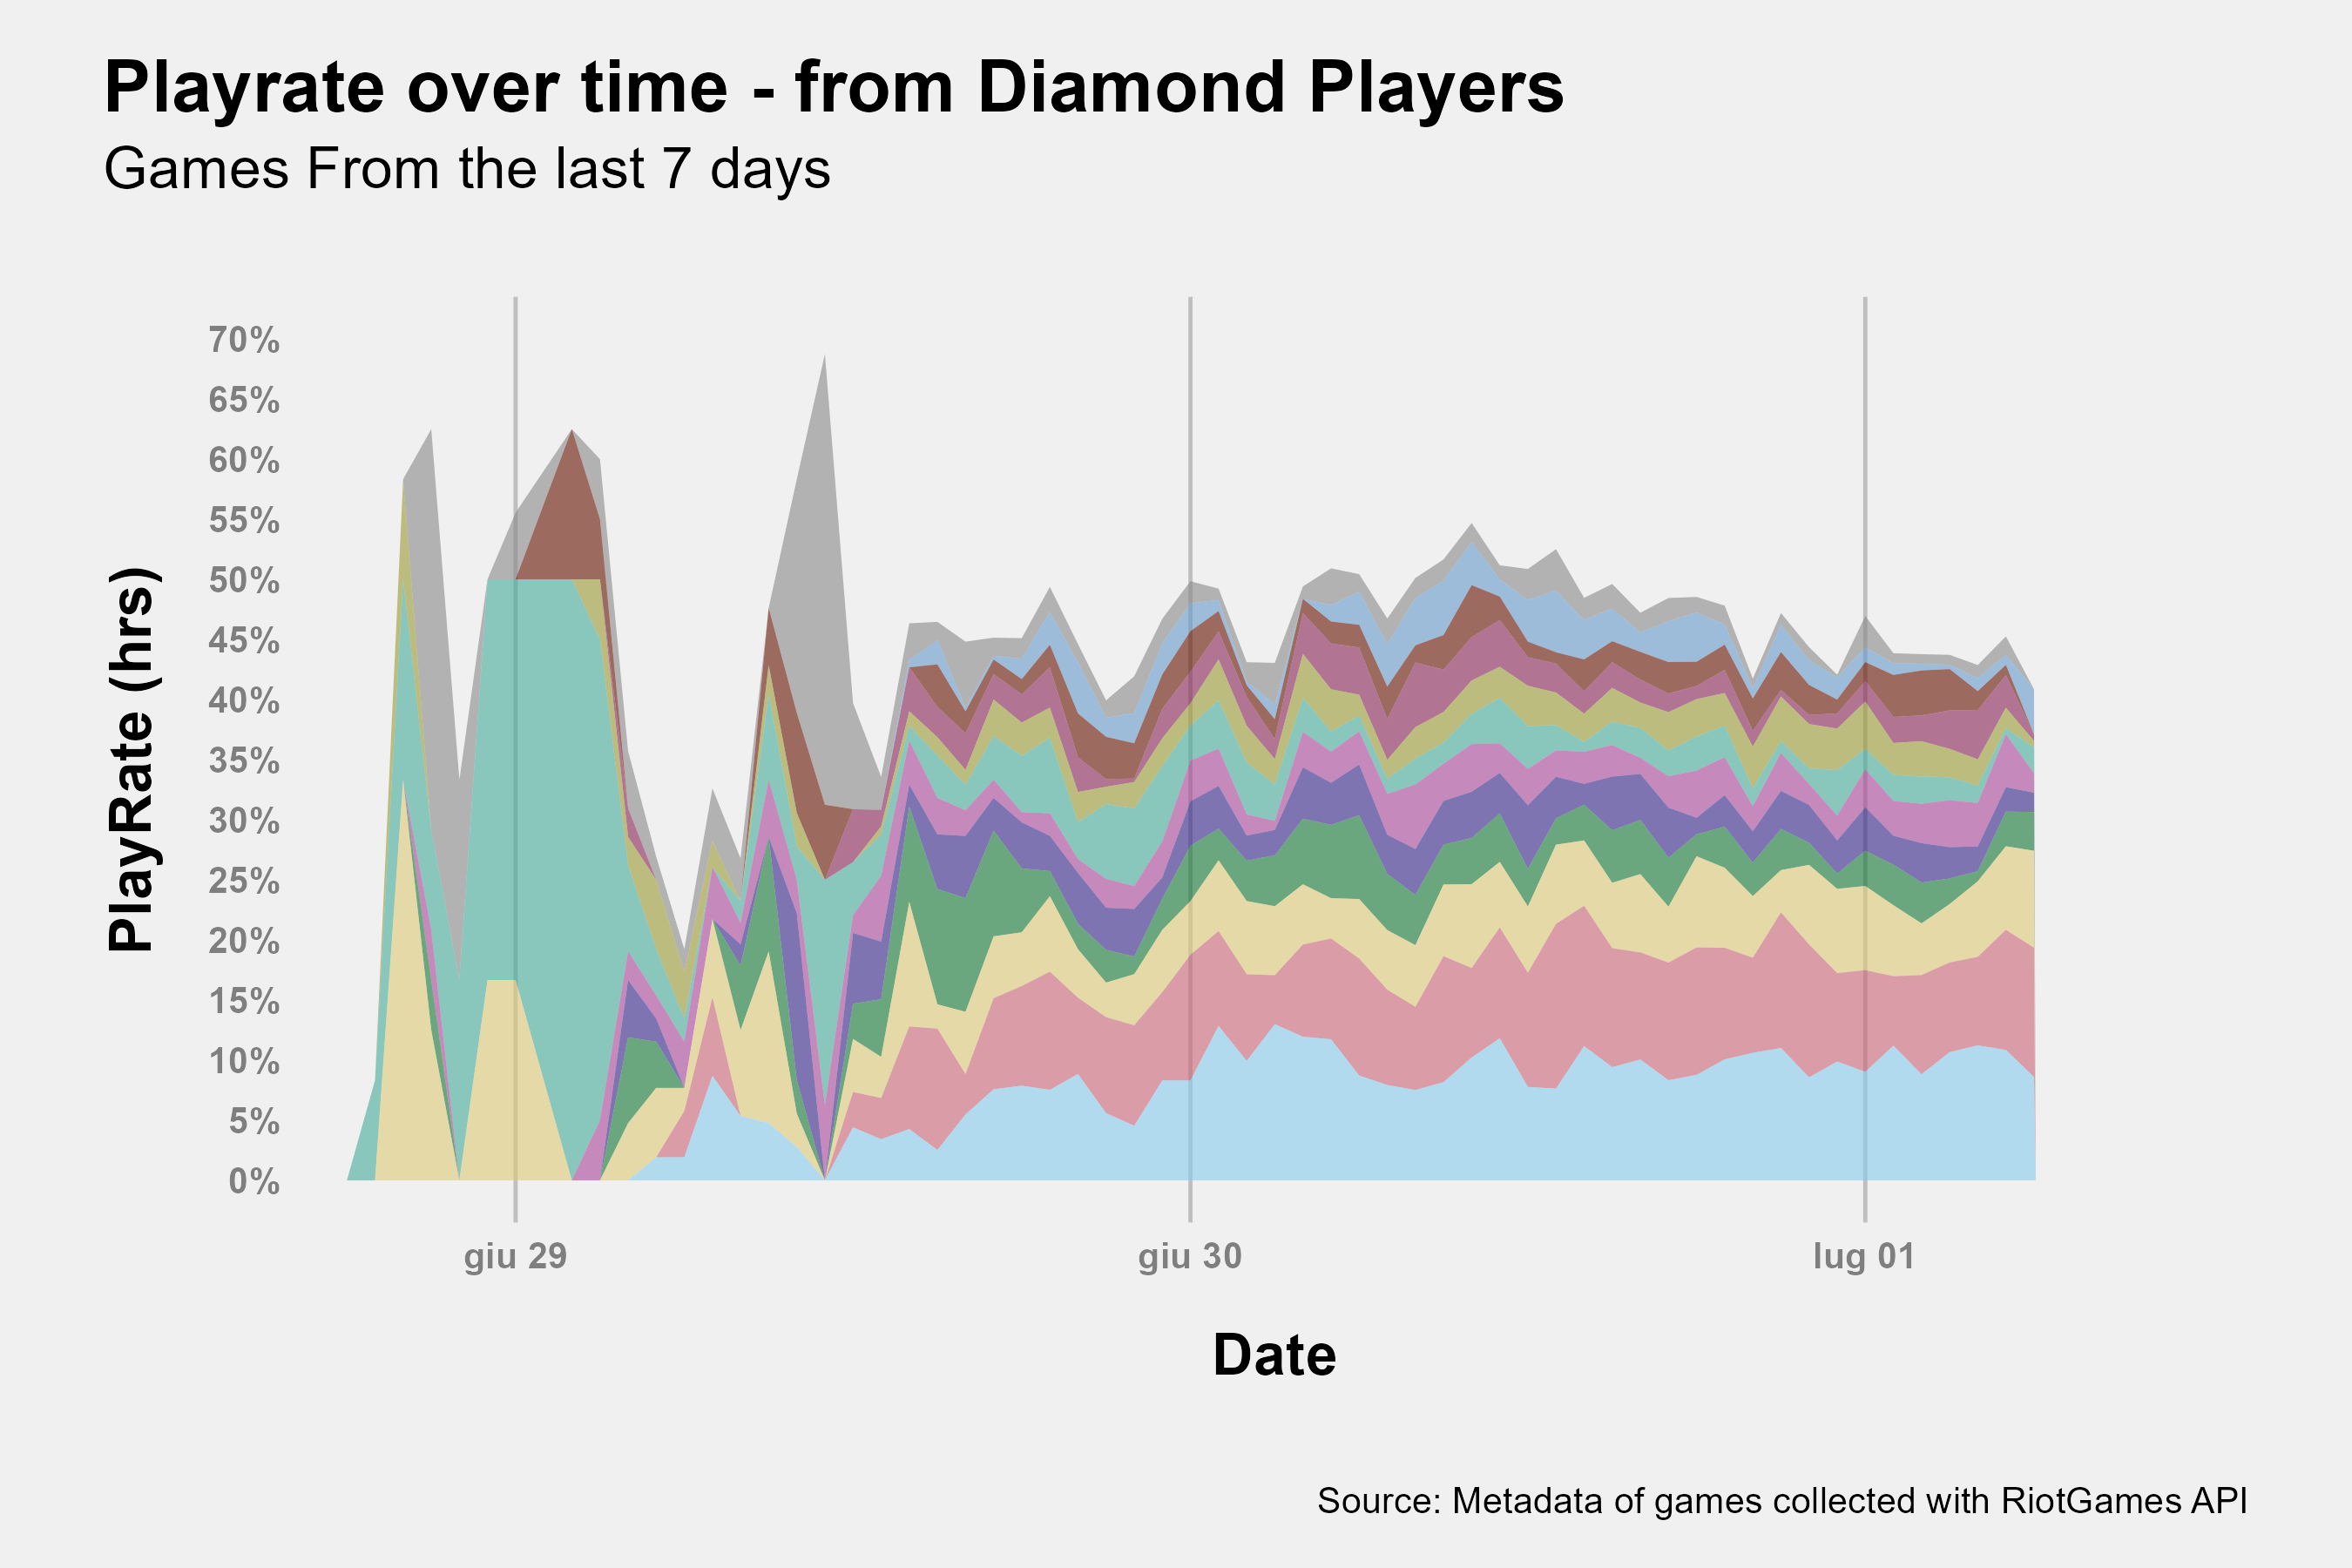 Playrate over time - from Diamond Players
Games From the last 7 days
70%
65%
60%
55%
50%
45%
40%
35%
30%
25%
20%
15%
10%
5%
0%
PlayRate (hrs)
giu 29
giu 30
lug 01
Date
Source: Metadata of games collected with RiotGames API